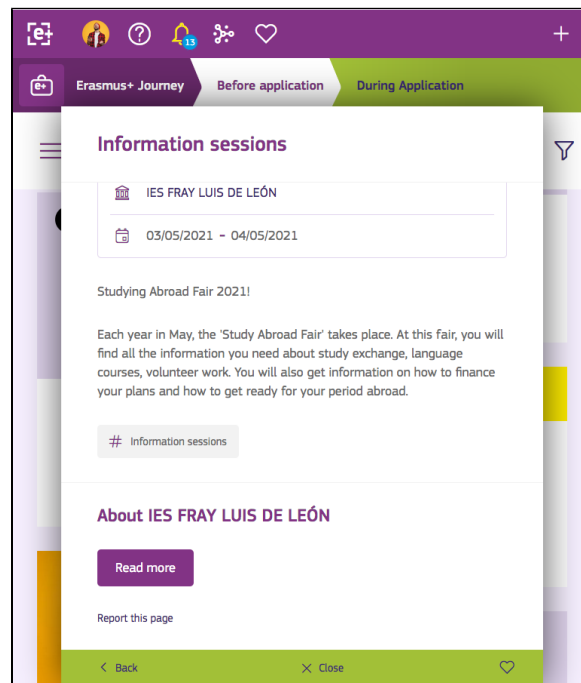 e+
13
e+
Erasmus+ Journey
Before application
During Application
Information sessions
IES FRAY LUIS DE LEÓN
03/05/2021 - 04/05/2021
Studying Abroad Fair 2021!
Each year in May, the 'Study Abroad Fair' takes place. At this fair, you will
find all the information you need about study exchange, language
courses, volunteer work. You will also get information on how to finance
your plans and how to get ready for your period abroad.
# Information sessions
About IES FRAY LUIS DE LEÓN
Read more
Report this page
< Back
× Close